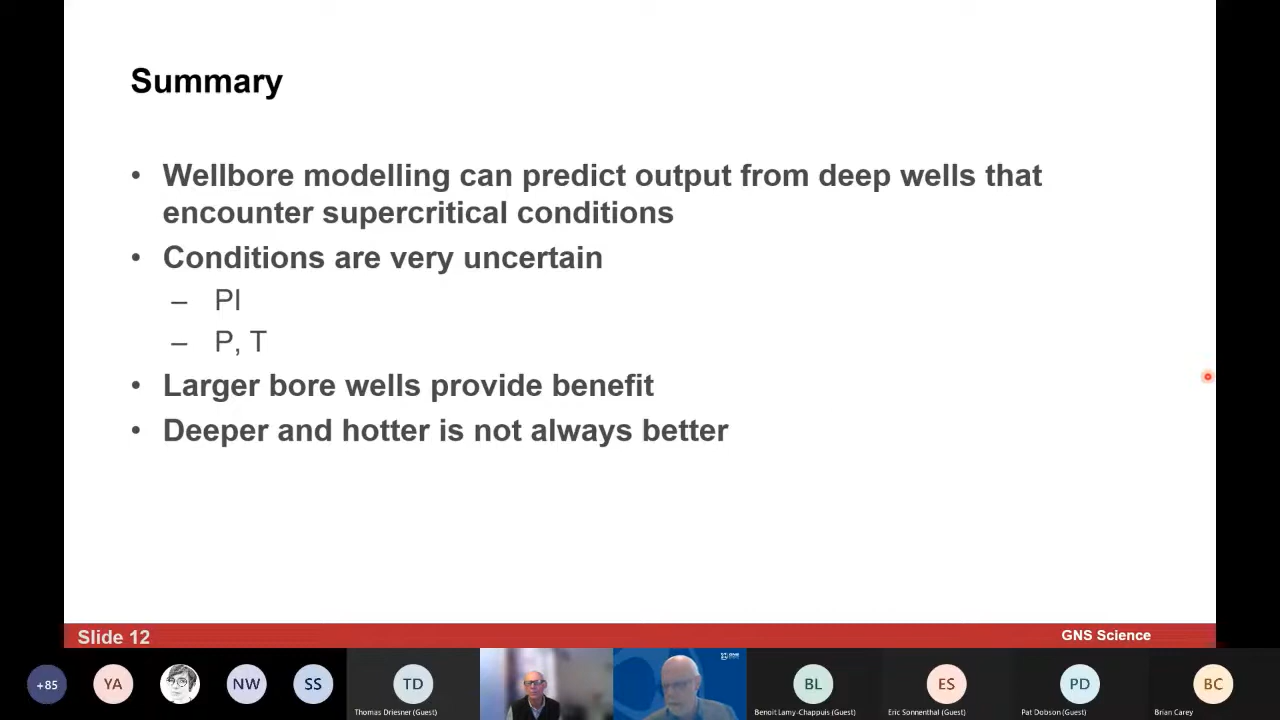 Summary
• Wellbore modelling can predict output from deep wells that
encounter supercritical conditions
• Conditions are very uncertain
– PI
– P, T
• Larger bore wells provide benefit
• Deeper and hotter is not always better
Slide 12
GNS Science
+85
YA
NW
SS
TD
BL
ES
PD
BC
Thomas Driesner (Guest)
Benoit Lamy-Chappuis (Guest)
Eric Sonnenthal (Guest)
Pat Dobson (Guest)
Brian Carey